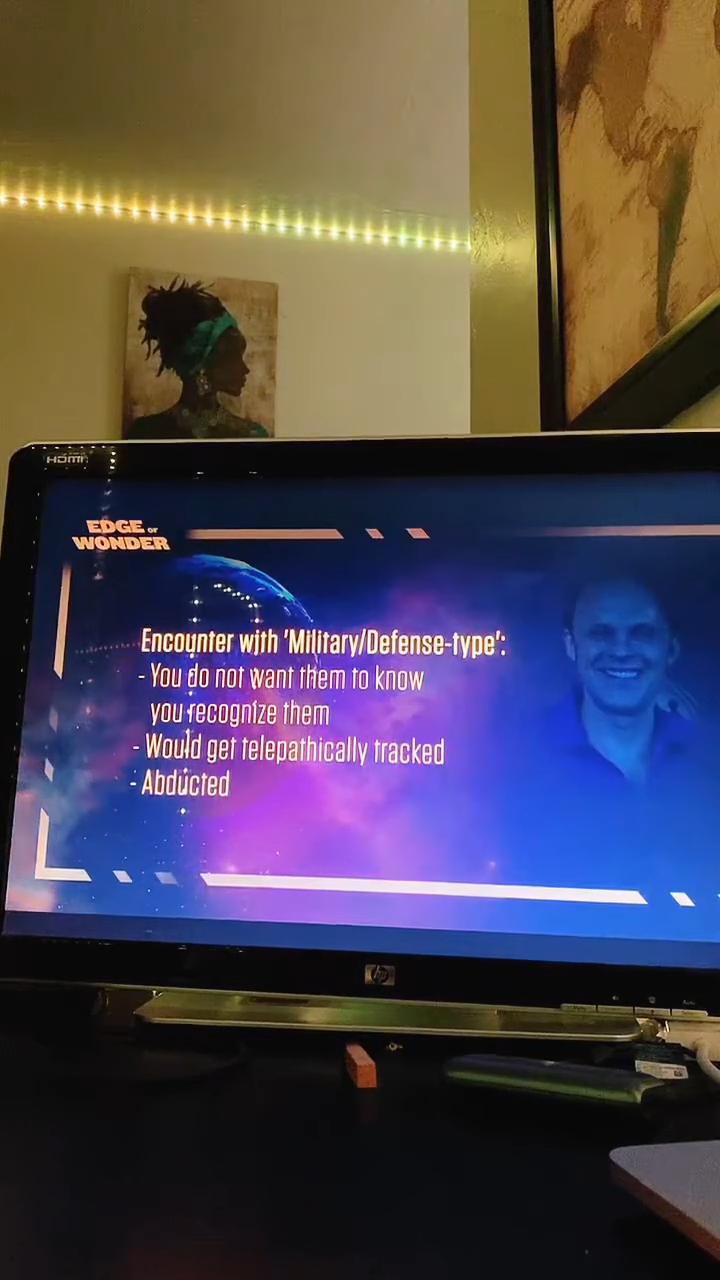 HDMI
EDGE OF
WONDER
Encounter with 'Military/Defense-type':
- You do not want them to know
you recognize them
- Would get telepathically tracked
- Abducted
hp